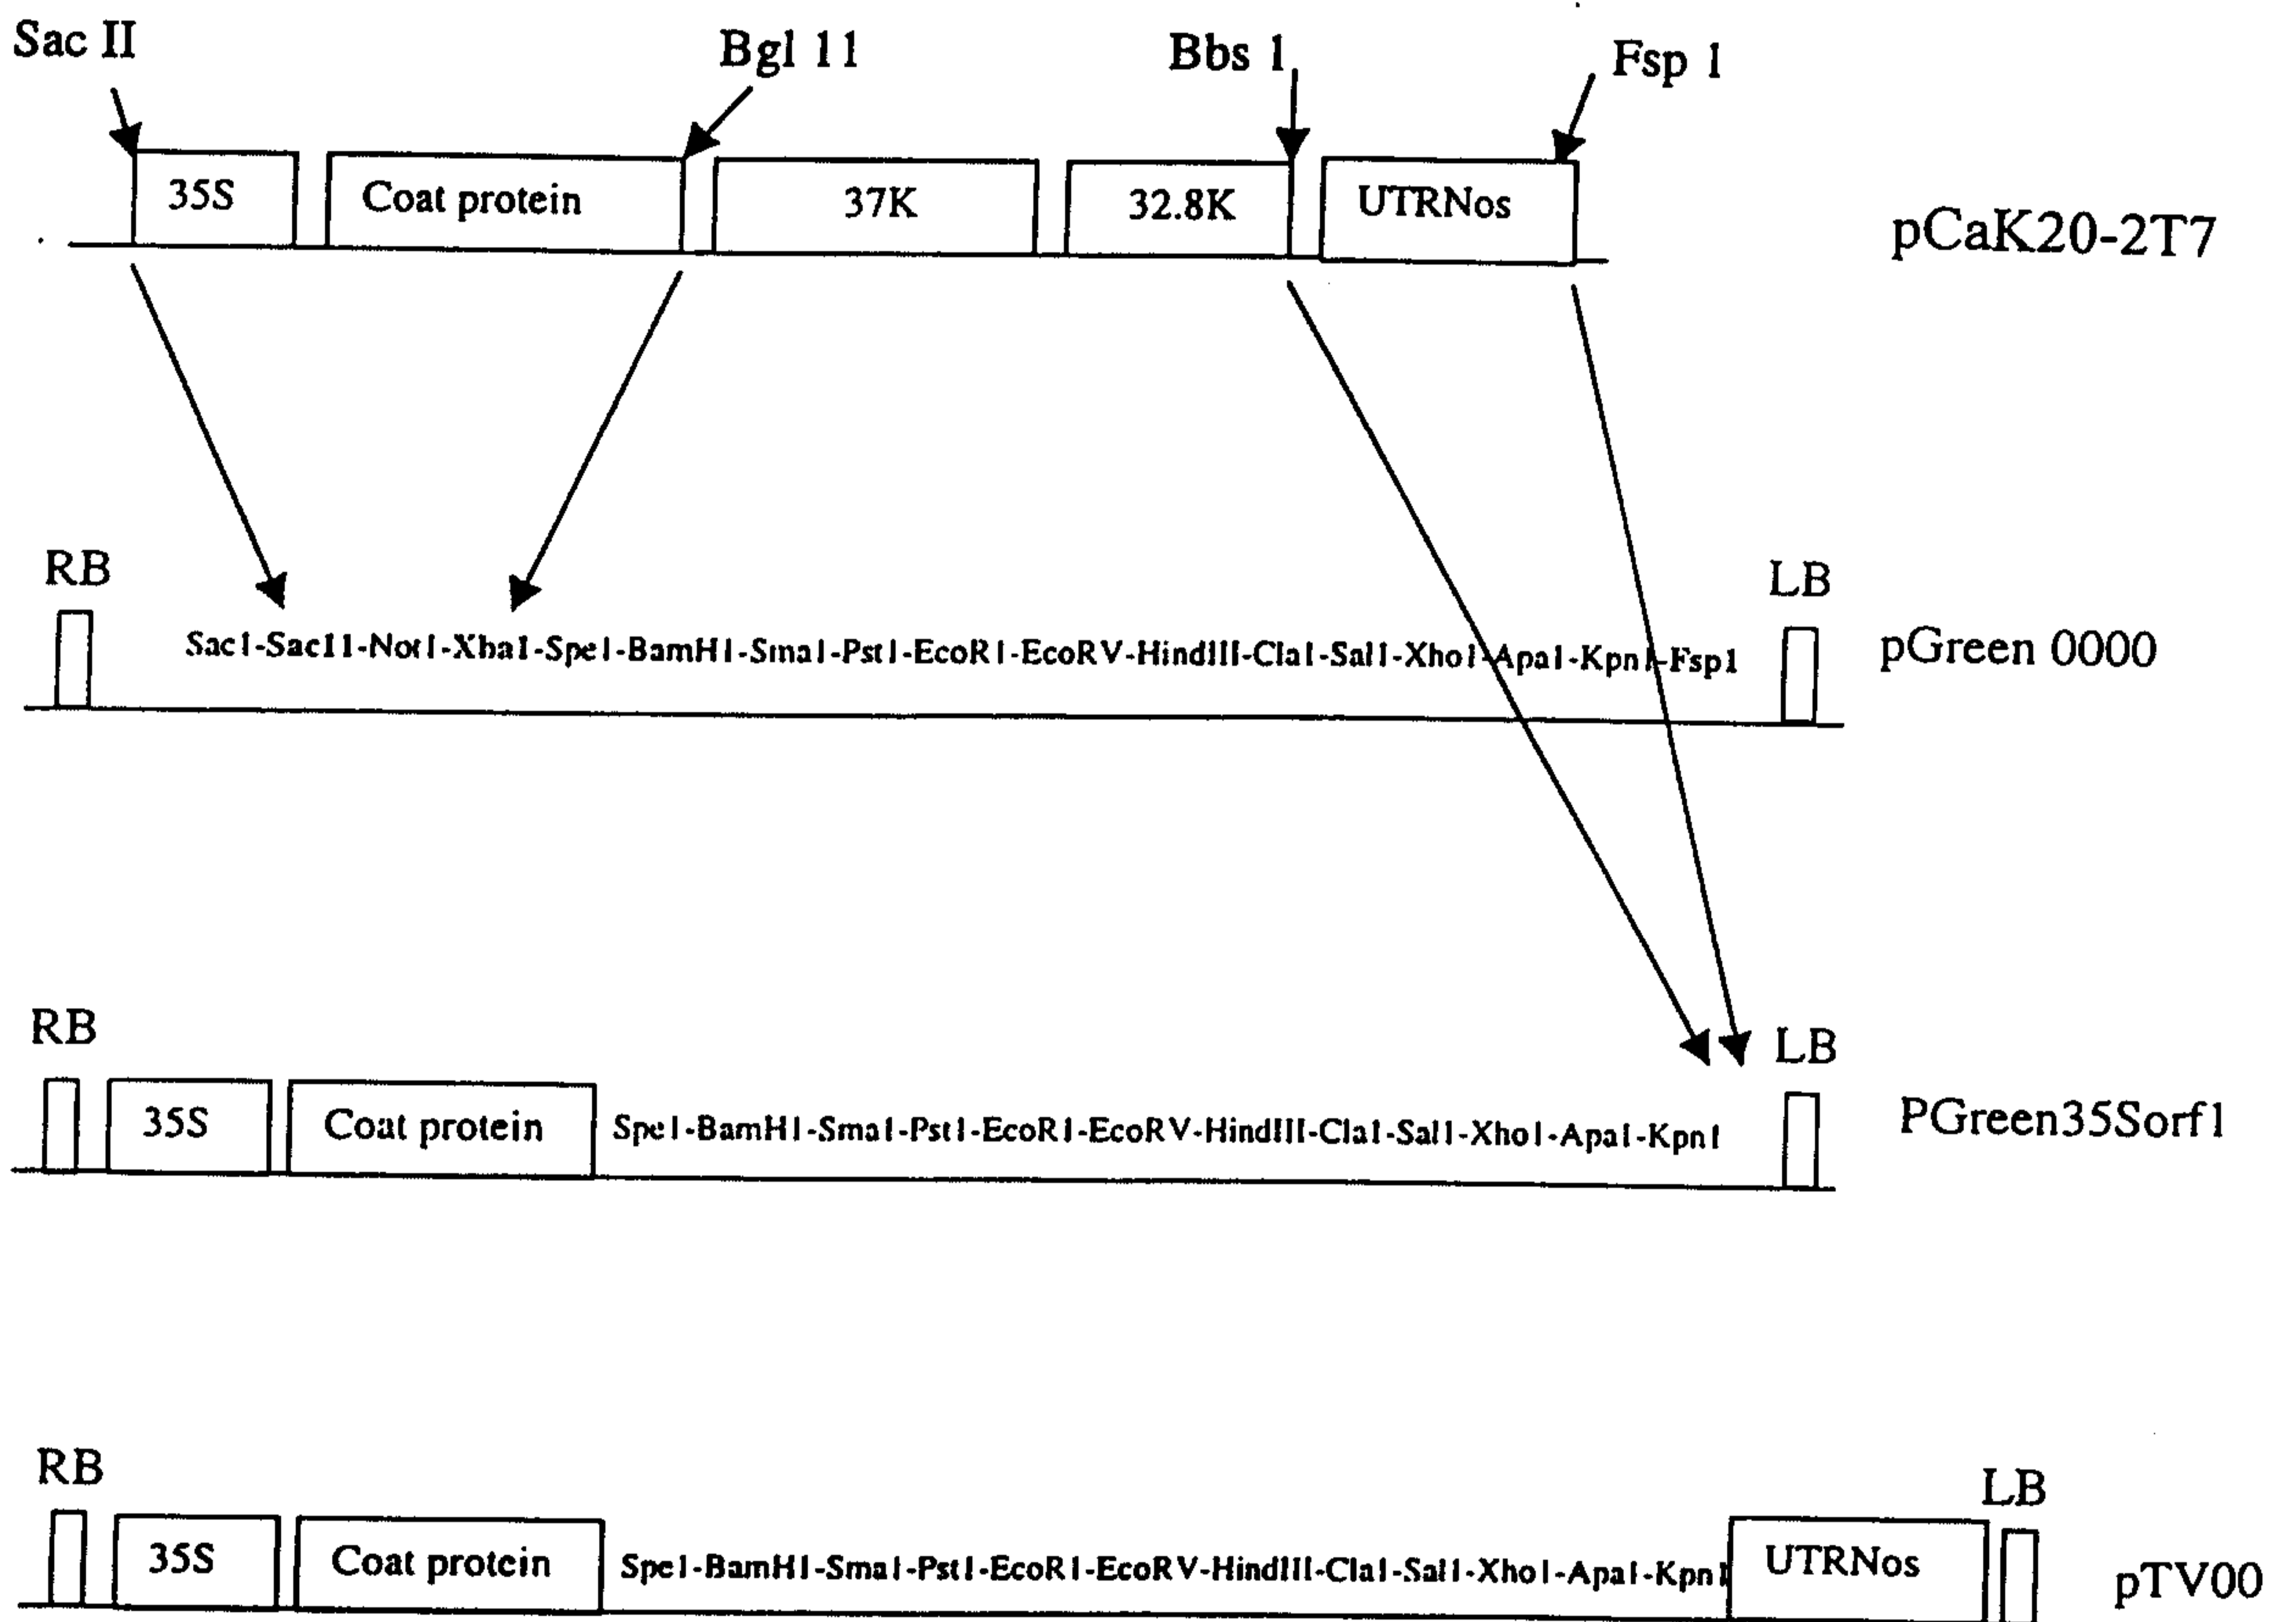 Sac II
Bgl 11
Bbs 1
Fsp 1
35S
Coat protein
37K
32.8K
UTRNos
pCaK20-2T7
RB
LB
Sac1-Sac11-Not1-Xba1-Spe1-BamH1-Sma1-Pst1-EcoR1-EcoRV-HindIII-Cla1-Sal1-Xho1-Apa1-Kpn1-Fsp1
pGreen 0000
RB
LB
35S
Coat protein
Spe1-BamH1-Sma1-Pst1-EcoR1-EcoRV-HindIII-Cla1-Sal1-Xho1-Apa1-Kpn1
PGreen35Sorf1
RB
LB
35S
Coat protein
Spe1-BamH1-Sma1-Pst1-EcoR1-EcoRV-HindIII-Cla1-Sal1-Xho1-Apa1-Kpn1
UTRNos
pTV00